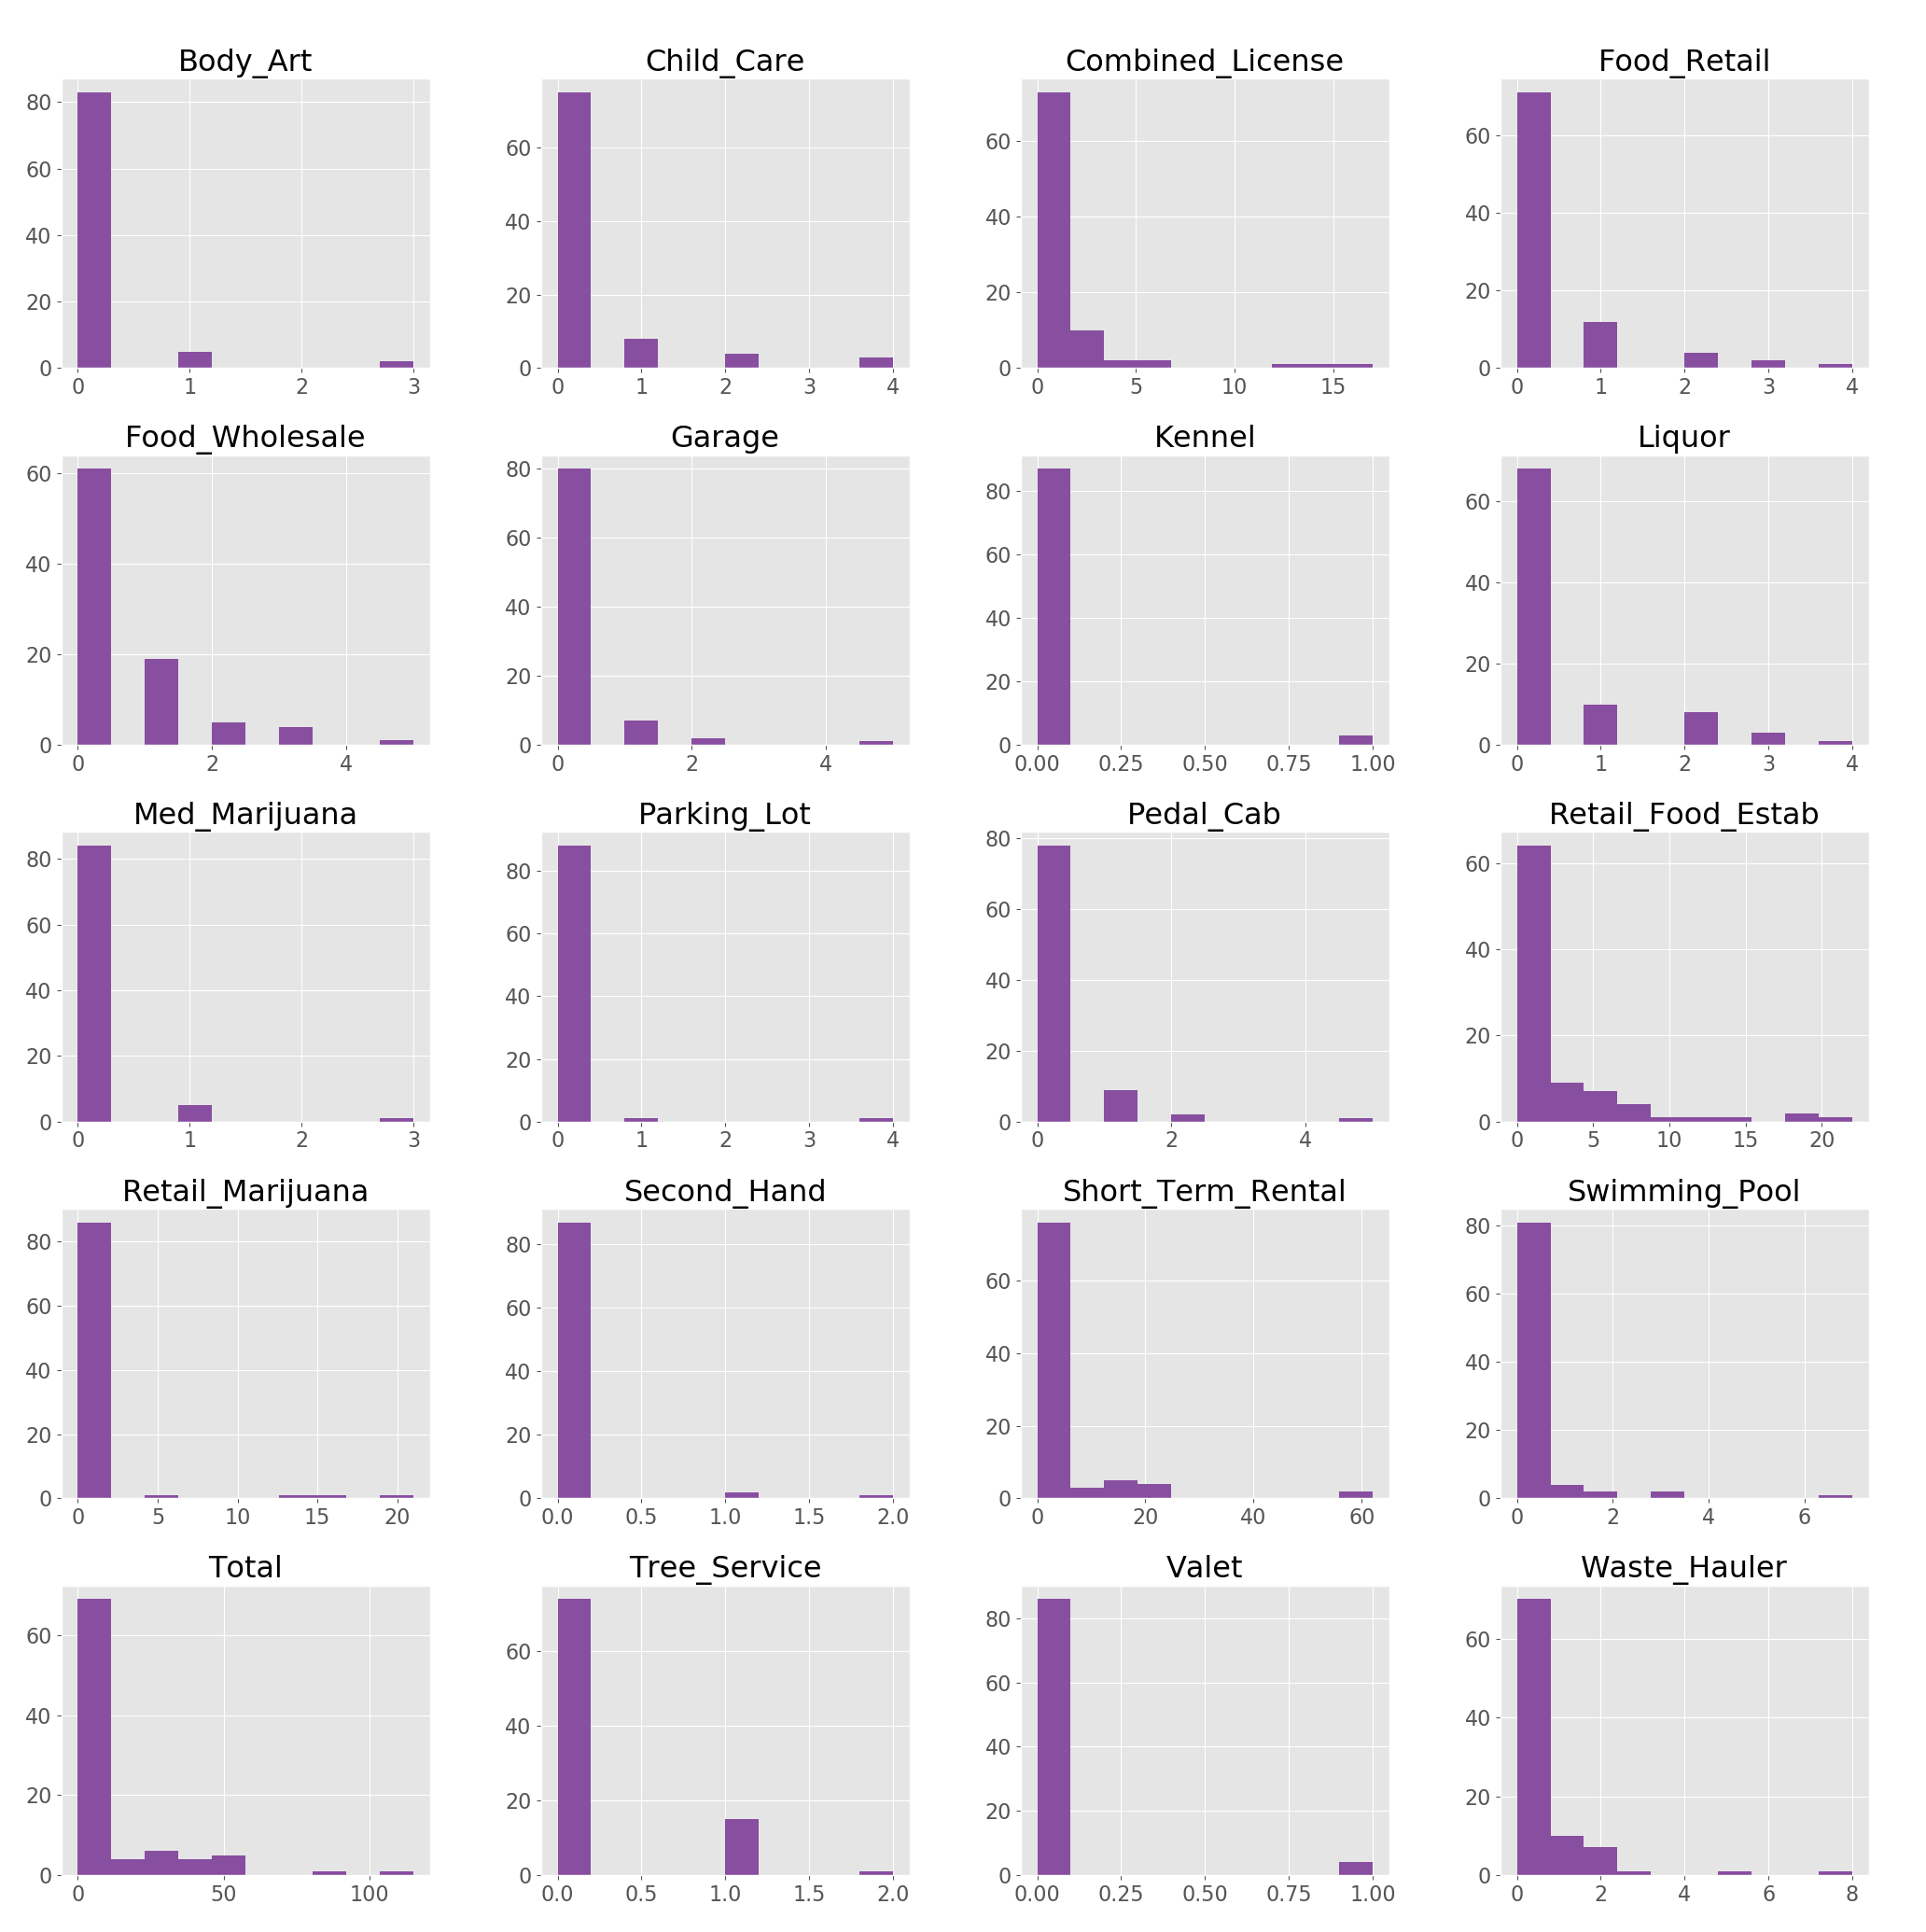 Body_Art Child_Care Combined_License Food_Retail
80 60 40 20 0
0 1 2 3
60 40 20 0
0 1 2 3 4
60 40 20 0
0 5 10 15
60 40 20 0
0 1 2 3 4
Food_Wholesale Garage Kennel Liquor
60 40 20 0
0 2 4
80 60 40 20 0
0 2 4
80 60 40 20 0
0.00 0.25 0.50 0.75 1.00
60 40 20 0
0 1 2 3 4
Med_Marijuana Parking_Lot Pedal_Cab Retail_Food_Estab
80 60 40 20 0
0 1 2 3
80 60 40 20 0
0 1 2 3 4
80 60 40 20 0
0 2 4
60 40 20 0
0 5 10 15 20
Retail_Marijuana Second_Hand Short_Term_Rental Swimming_Pool
80 60 40 20 0
0 5 10 15 20
80 60 40 20 0
0.0 0.5 1.0 1.5 2.0
60 40 20 0
0 20 40 60
80 60 40 20 0
0 2 4 6
Total Tree_Service Valet Waste_Hauler
60 40 20 0
0 50 100
60 40 20 0
0.0 0.5 1.0 1.5 2.0
80 60 40 20 0
0.00 0.25 0.50 0.75 1.00
60 40 20 0
0 2 4 6 8